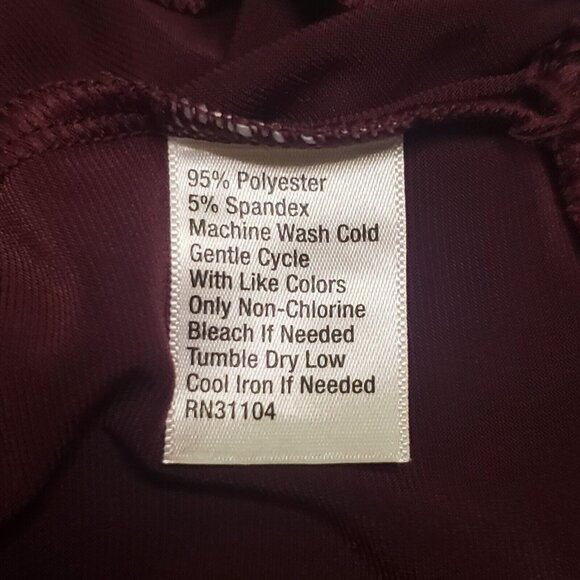 95% Polyester
5% Spandex
Machine Wash Cold
Gentle Cycle
With Like Colors
Only Non-Chlorine
Bleach If Needed
Tumble Dry Low
Cool Iron If Needed
RN31104